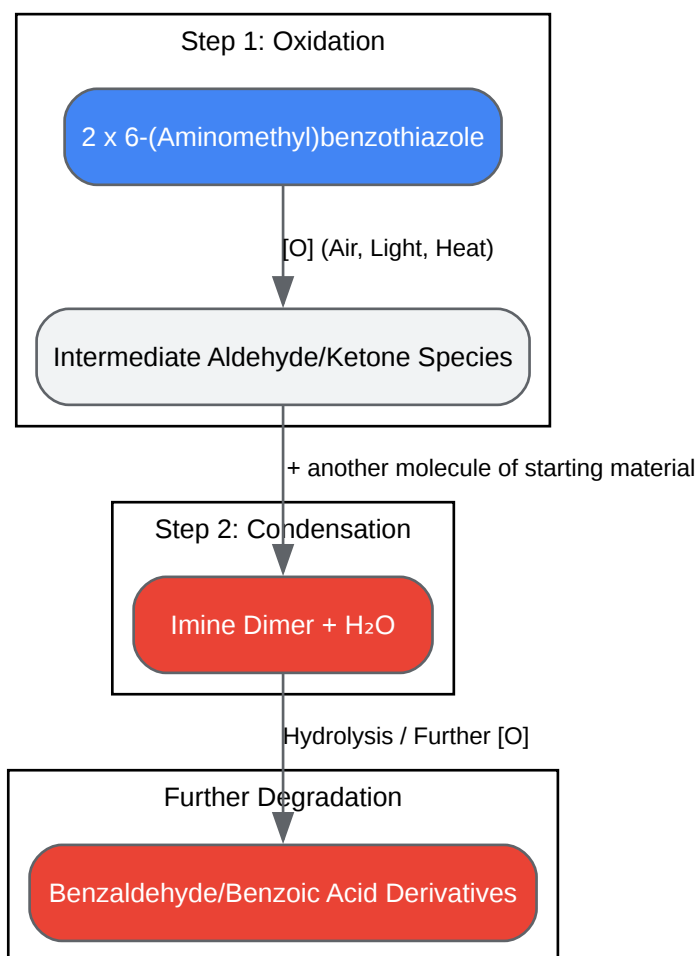 Step 1: Oxidation
2 x 6-(Aminomethyl)benzothiazole
[O] (Air, Light, Heat)
Intermediate Aldehyde/Ketone Species
+ another molecule of starting material
Step 2: Condensation
Imine Dimer + H₂O
Hydrolysis / Further [O]
Further Degradation
Benzaldehyde/Benzoic Acid Derivatives